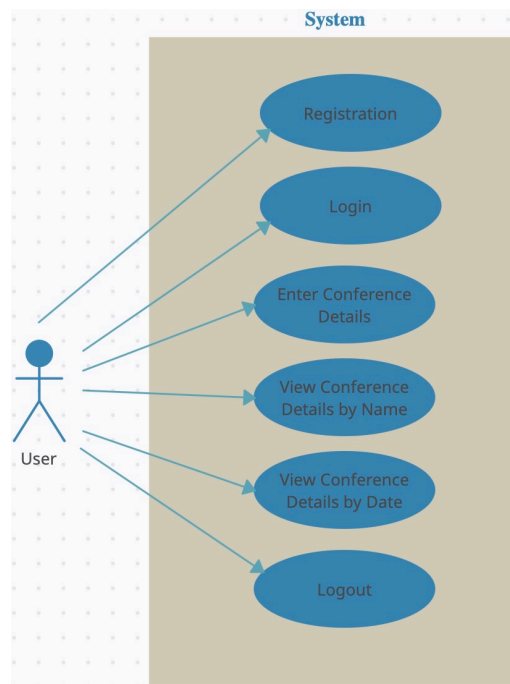 System
Registration
Login
Enter Conference
Details
View Conference
Details by Name
User
View Conference
Details by Date
Logout